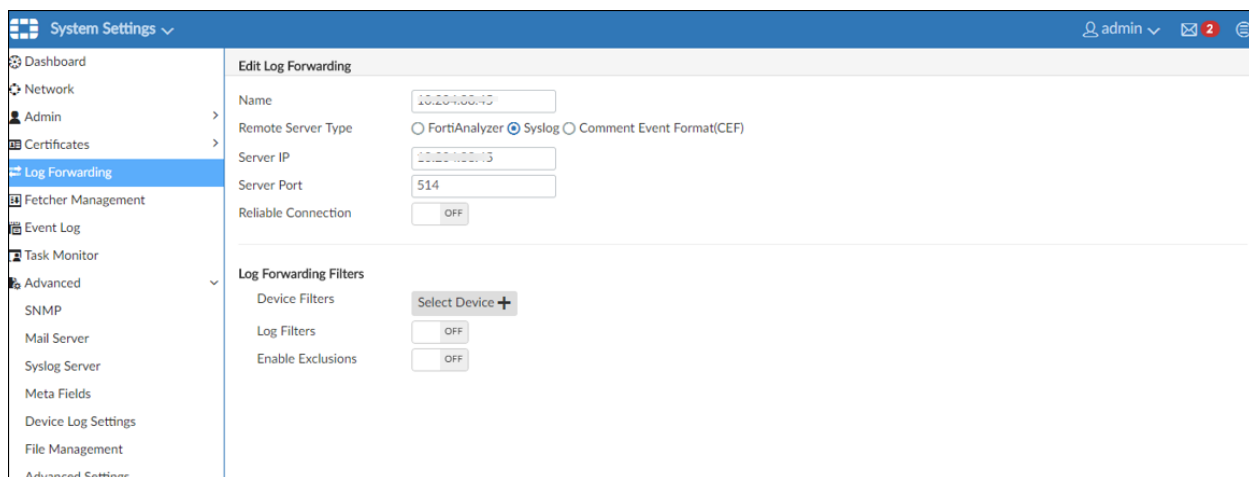 System Settings
admin
2
Dashboard
Network
Admin
Certificates
Log Forwarding
Fetcher Management
Event Log
Task Monitor
Advanced
SNMP
Mail Server
Syslog Server
Meta Fields
Device Log Settings
File Management
Advanced Settings
Edit Log Forwarding
Name
Remote Server Type FortiAnalyzer Syslog Comment Event Format(CEF)
Server IP
Server Port 514
Reliable Connection OFF
Log Forwarding Filters
Device Filters Select Device
Log Filters OFF
Enable Exclusions OFF